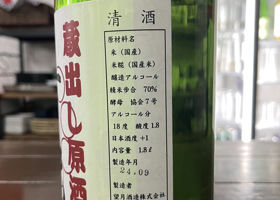 蔵出し原酒
清酒
原材料名
米（国産）
米糀（国産米）
醸造アルコール
精米歩合 70%
酵母 協会7号
アルコール分
18度 酸度1.8
日本酒度+1
内容量 1.8ℓ
製造年月
24.09
製造者
望月酒造株式会社